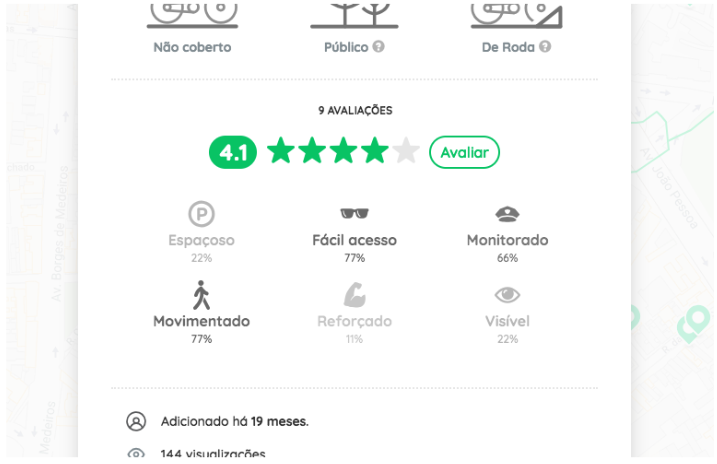 Não coberto
Público
De Roda
9 AVALIAÇÕES
4.1
Avaliar
Espaçoso
22%
Fácil acesso
77%
Monitorado
66%
Movimentado
77%
Reforçado
11%
Visível
22%
Adicionado há 19 meses.
144 visualizações
Av. Borges de Medeiros
João Pessoa